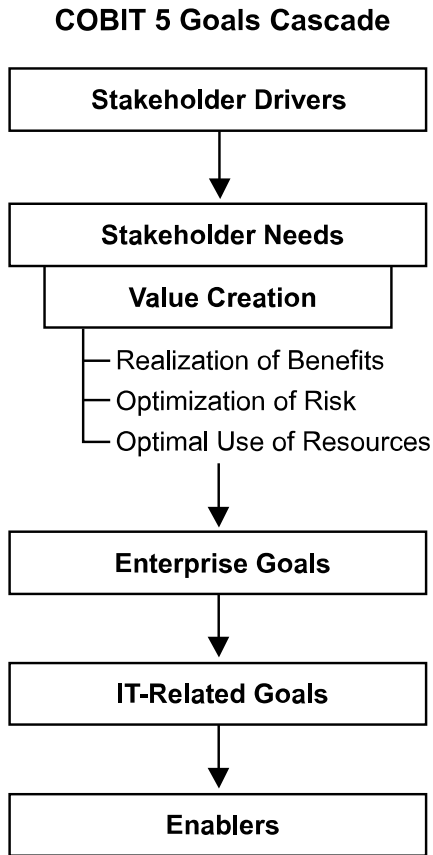 COBIT 5 Goals Cascade
Stakeholder Drivers
Stakeholder Needs
Value Creation
Realization of Benefits
Optimization of Risk
Optimal Use of Resources
Enterprise Goals
IT-Related Goals
Enablers